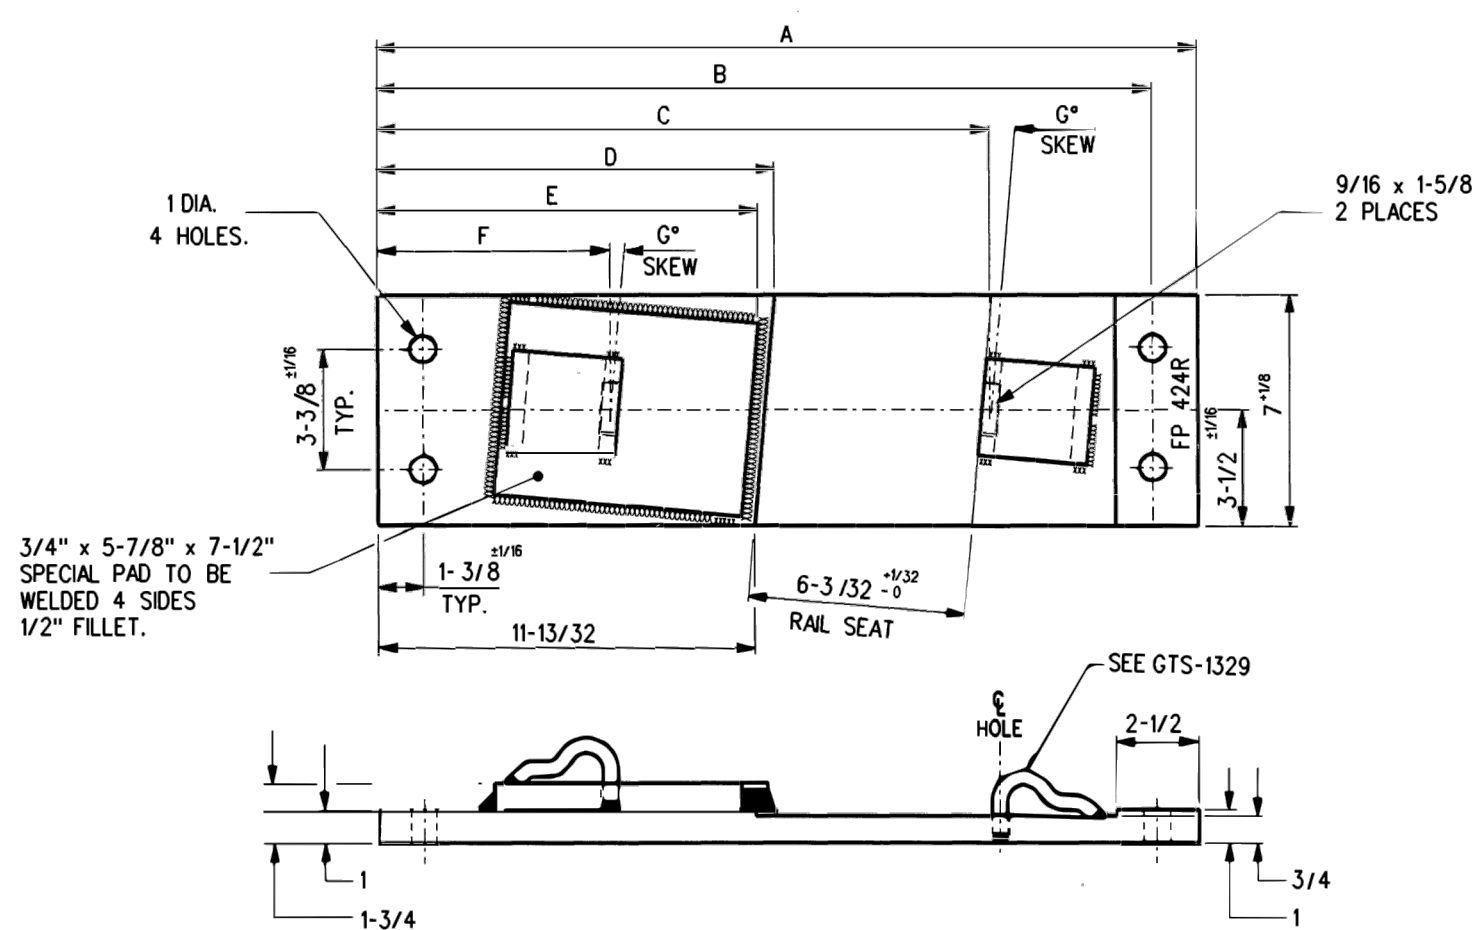 A
B
C
G°
SKEW
D
9/16 x 1-5/8
2 PLACES
E
1 DIA.
4 HOLES.
F
G°
SKEW
3-3/8 ±1/16
TYP.
FP 424R
7 +1/8
3-1/2 ±1/16
3/4" x 5-7/8" x 7-1/2"
SPECIAL PAD TO BE
WELDED 4 SIDES
1/2" FILLET.
1-3/8 ±1/16
TYP.
6-3/32 +1/32 -0
RAIL SEAT
11-13/32
SEE GTS-1329
℄
HOLE
2-1/2
1
1-3/4
3/4
1